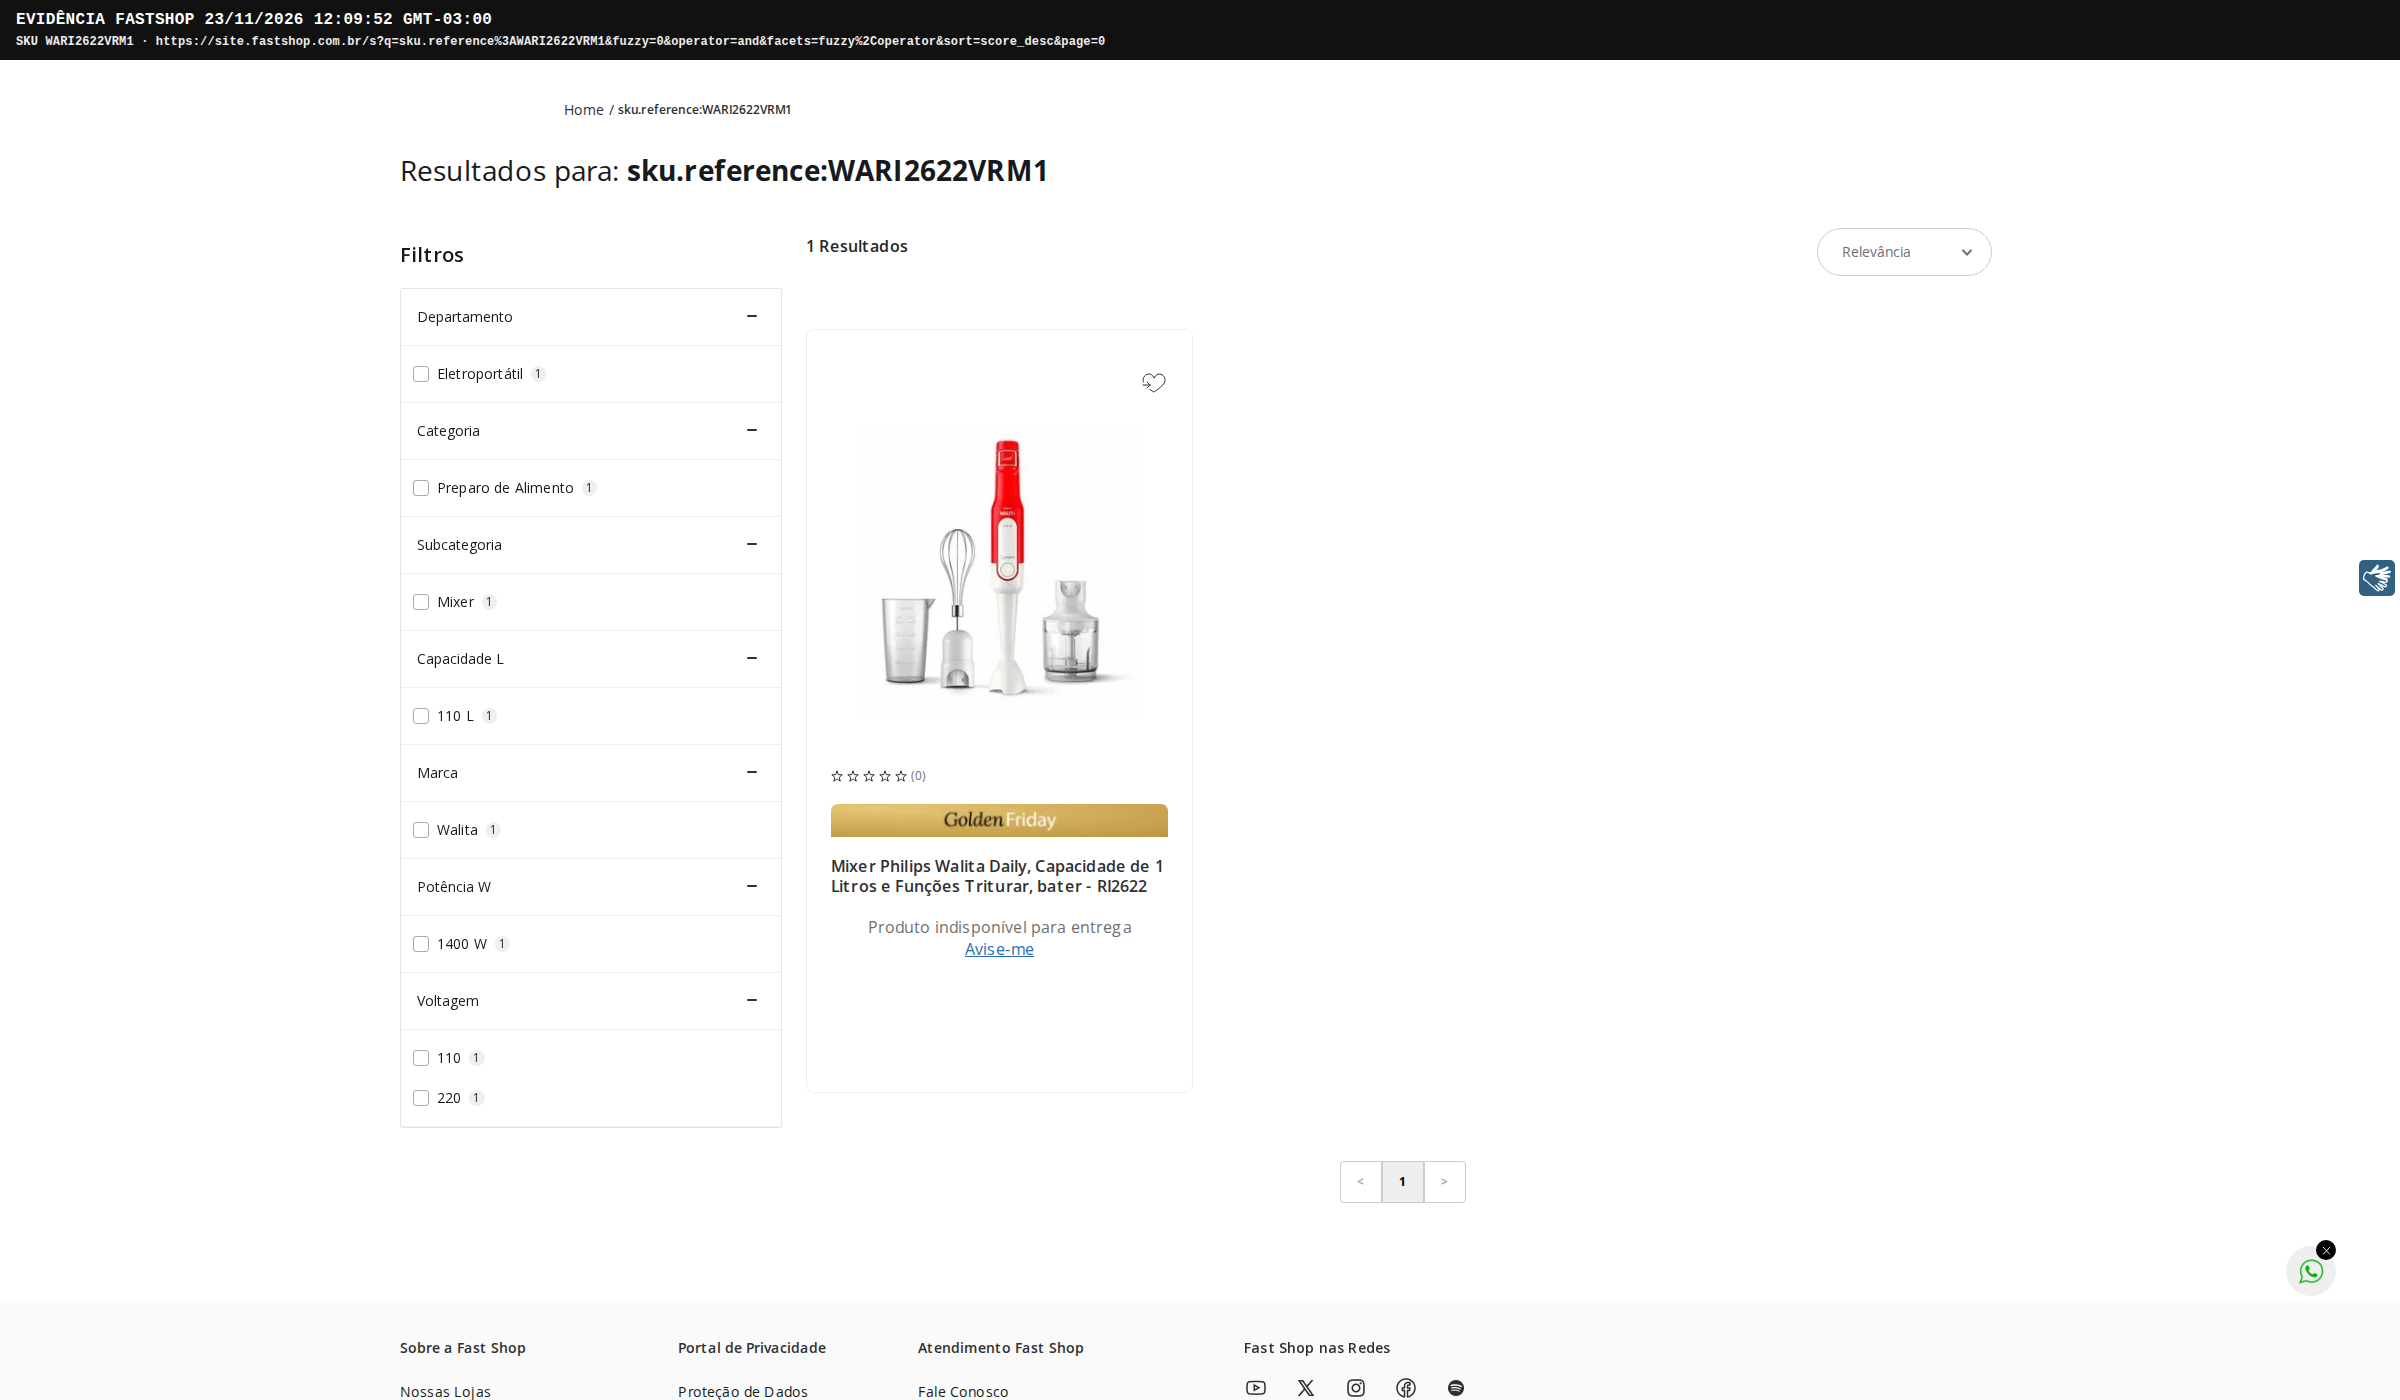 EVIDÊNCIA FASTSHOP 23/11/2026 12:09:52 GMT-03:00
SKU WARI2622VRM1 · https://site.fastshop.com.br/s?q=sku.reference%3AWARI2622VRM1&fuzzy=0&operator=and&facets=fuzzy%2Coperator&sort=score_desc&page=0
Home / sku.reference:WARI2622VRM1
Resultados para: sku.reference:WARI2622VRM1
Filtros
1 Resultados
Relevância
Departamento
Eletroportátil 1
Categoria
Preparo de Alimento 1
Subcategoria
Mixer 1
Capacidade L
110 L 1
Marca
Walita 1
Potência W
1400 W 1
Voltagem
110 1
220 1
WALITA
(0)
Golden Friday
Mixer Philips Walita Daily, Capacidade de 1
Litros e Funções Triturar, bater - RI2622
Produto indisponível para entrega
Avise-me
< 1 >
Sobre a Fast Shop
Portal de Privacidade
Atendimento Fast Shop
Fast Shop nas Redes
Nossas Lojas
Proteção de Dados
Fale Conosco